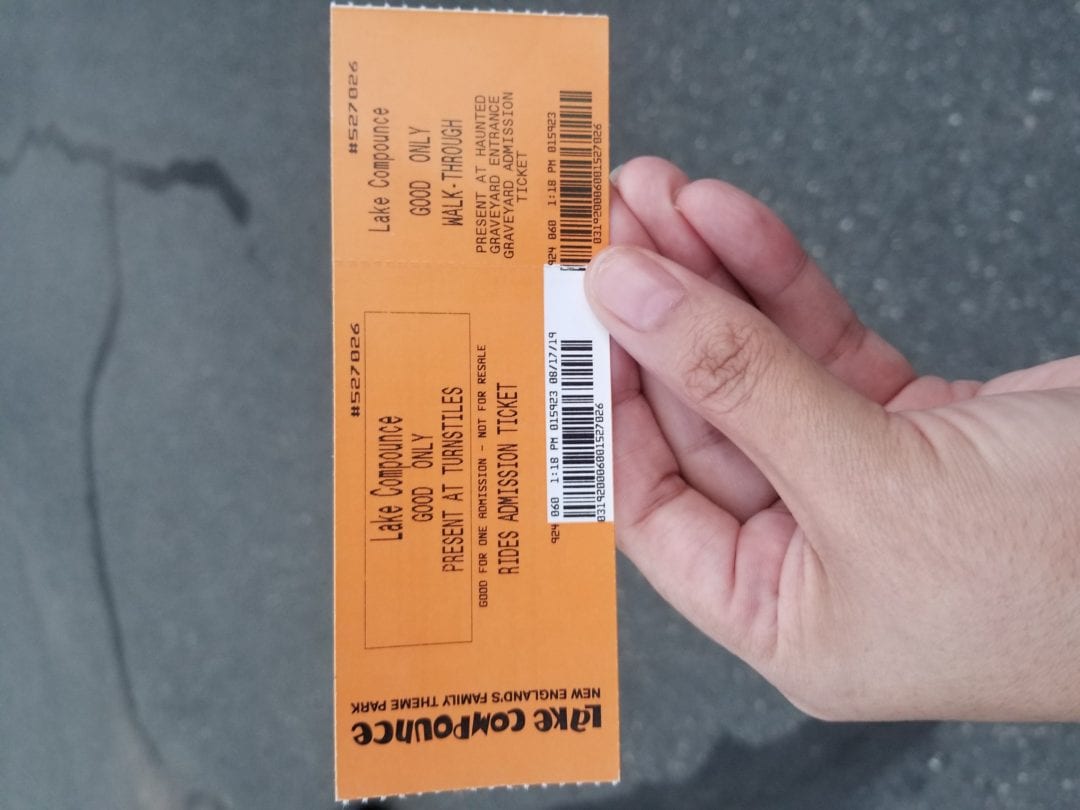 #527026
Lake Compounce
GOOD ONLY
WALK-THROUGH
PRESENT AT HAUNTED
GRAVEYARD ENTRANCE
GRAVEYARD ADMISSION
TICKET
924 060 1:18 PM 015923
031920006001527026
#527026
Lake Compounce
GOOD ONLY
PRESENT AT TURNSTILES
GOOD FOR ONE ADMISSION - NOT FOR RESALE
RIDES ADMISSION TICKET
924 060 1:18 PM 015923 08/17/19
031920006001527026
Lake Compounce
NEW ENGLAND'S FAMILY THEME PARK